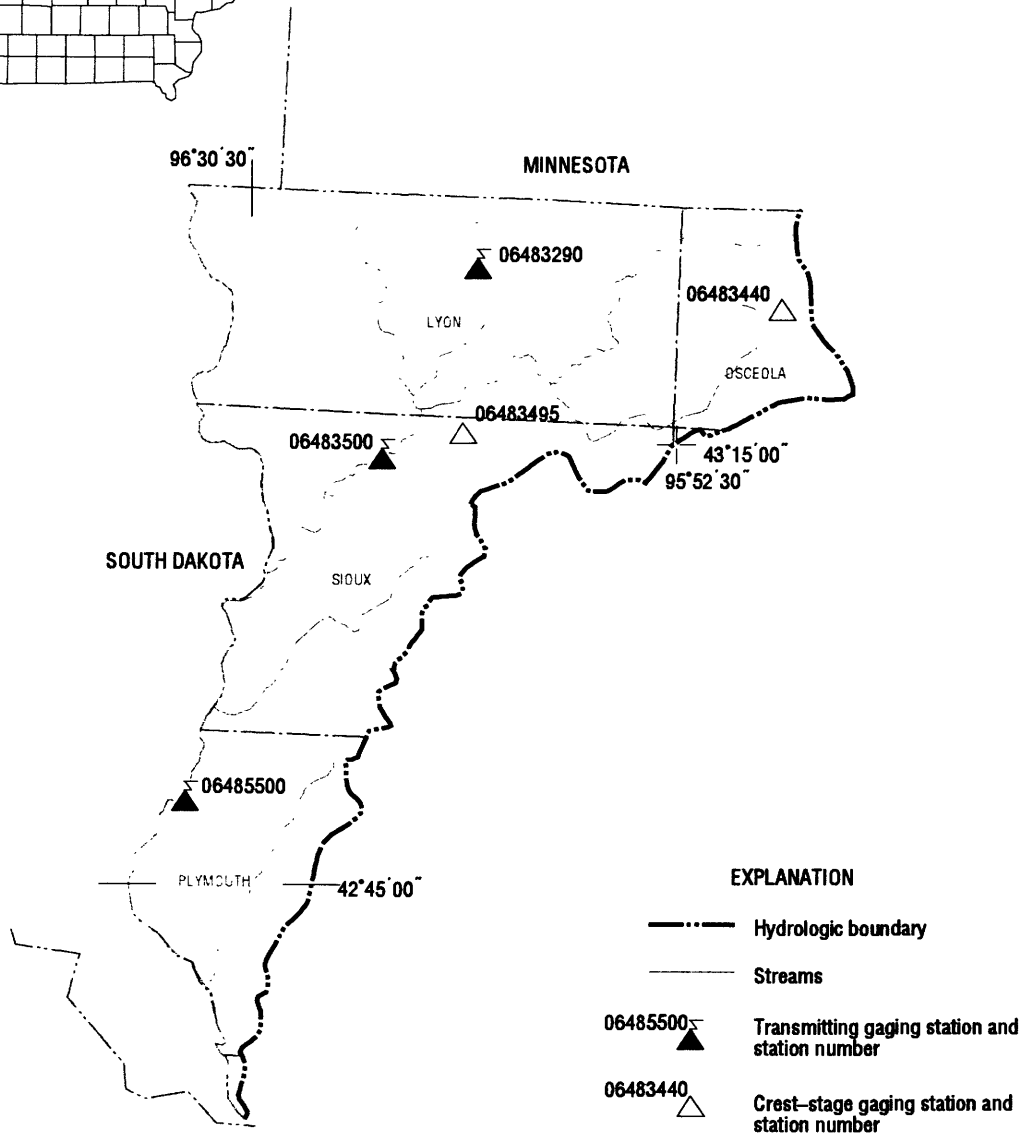 96°30´30˝
MINNESOTA
06483290
06483440
LYON
OSCEOLA
06483495
06483500
43°15´00˝
95°52´30˝
SOUTH DAKOTA
SIOUX
06485500
PLYMOUTH
42°45´00˝
EXPLANATION
Hydrologic boundary
Streams
06485500
Transmitting gaging station and
station number
06483440
Crest–stage gaging station and
station number